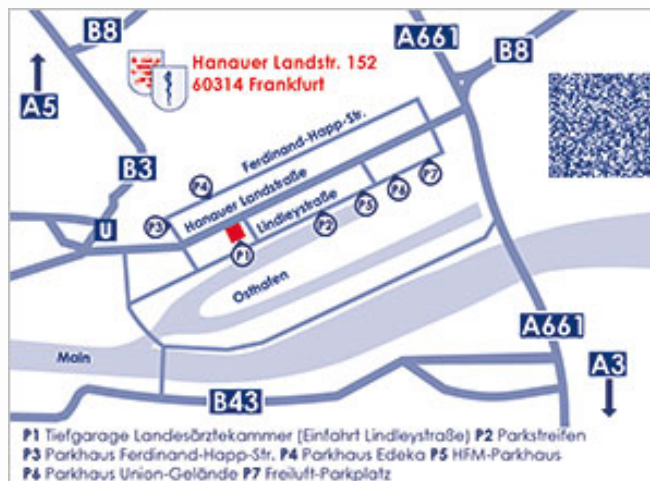 B8
A661
B8
Hanauer Landstr. 152
60314 Frankfurt
A5
B3
Ferdinand-Happ-Str.
P4
Hanauer Landstraße
P7
P6
P3
Lindleystraße
P5
U
P2
P1
Osthafen
A661
Main
A3
B43
P1 Tiefgarage Landesärztekammer (Einfahrt Lindleystraße) P2 Parkstreifen
P3 Parkhaus Ferdinand-Happ-Str. P4 Parkhaus Edeka P5 HFM-Parkhaus
P6 Parkhaus Union-Gelände P7 Freiluft-Parkplatz